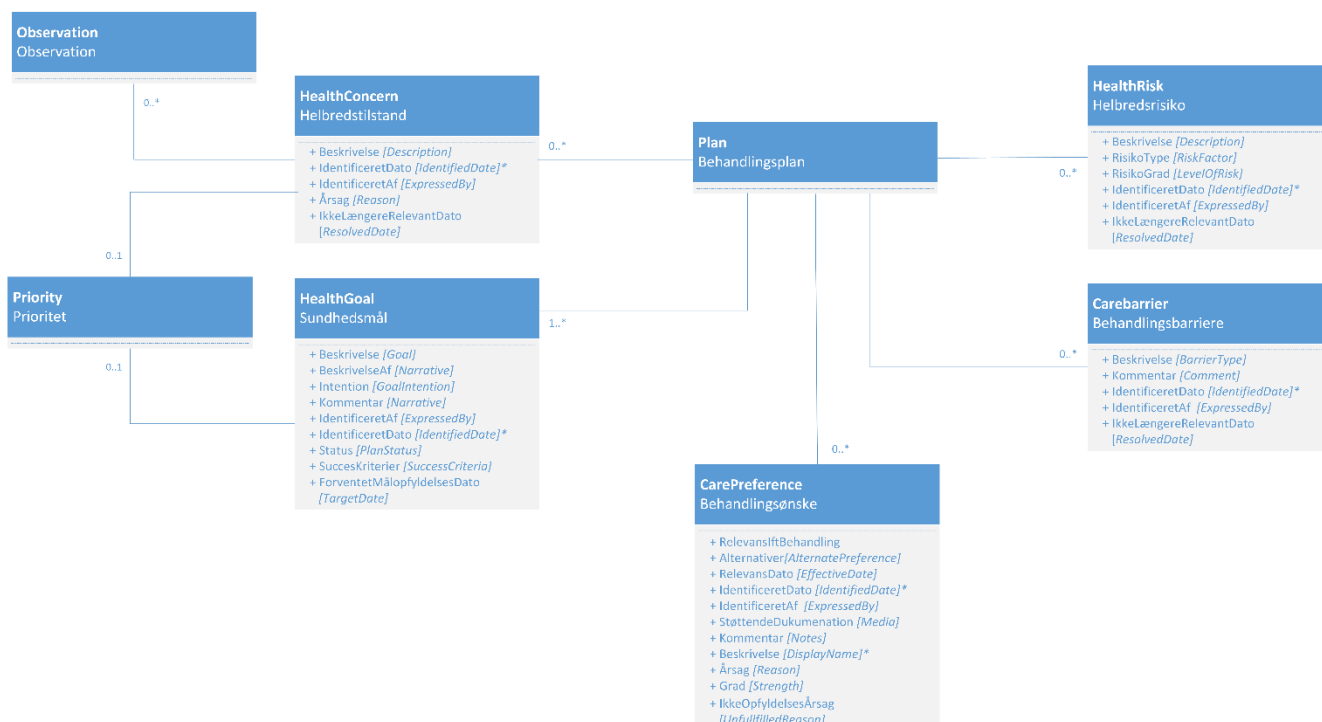 Observation
Observation
0..*
HealthConcern
Helbredstilstand
+ Beskrivelse [Description]
+ IdentificeretDato [IdentifiedDate]*
+ IdentificeretAf [ExpressedBy]
+ Årsag [Reason]
+ IkkeLængereRelevantDato
[ResolvedDate]
0..*
Plan
Behandlingsplan
HealthRisk
Helbredsrisiko
+ Beskrivelse [Description]
+ RisikoType [RiskFactor]
+ RisikoGrad [LevelOfRisk]
+ IdentificeretDato [IdentifiedDate]*
+ IdentificeretAf [ExpressedBy]
+ IkkeLængereRelevantDato
[ResolvedDate]
0..*
0..1
Priority
Prioritet
0..1
HealthGoal
Sundhedsmål
+ Beskrivelse [Goal]
+ BeskrivelseAf [Narrative]
+ Intention [GoalIntention]
+ Kommentar [Narrative]
+ IdentificeretAf [ExpressedBy]
+ IdentificeretDato [IdentifiedDate]*
+ Status [PlanStatus]
+ SuccesKriterier [SuccessCriteria]
+ ForventetMålopfyldelsesDato
[TargetDate]
1..*
Carebarrier
Behandlingsbarriere
+ Beskrivelse [BarrierType]
+ Kommentar [Comment]
+ IdentificeretDato [IdentifiedDate]*
+ IdentificeretAf [ExpressedBy]
+ IkkeLængereRelevantDato
[ResolvedDate]
0..*
0..*
CarePreference
Behandlingsønske
+ RelevansIftBehandling
+ Alternativer[AlternatePreference]
+ RelevansDato [EffectiveDate]
+ IdentificeretDato [IdentifiedDate]*
+ IdentificeretAf [ExpressedBy]
+ StøttendeDukumenation [Media]
+ Kommentar [Notes]
+ Beskrivelse [DisplayName]*
+ Årsag [Reason]
+ Grad [Strength]
+ IkkeOpfyldelsesÅrsag
[UnfullfilledReason]